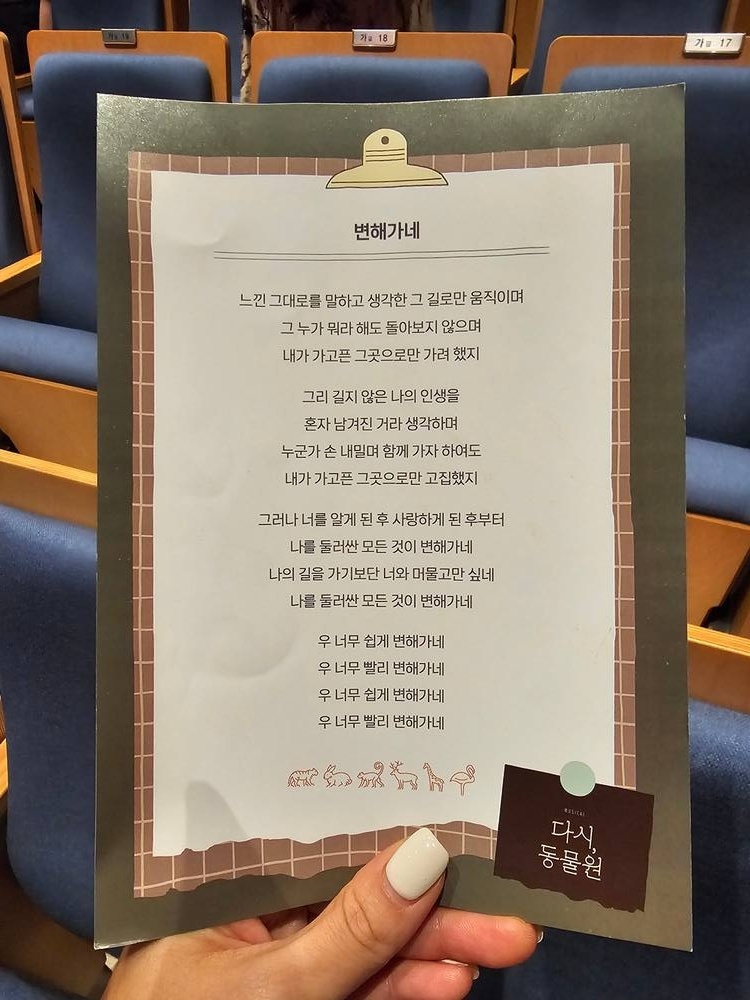 가열 19
가열 18
가열 17
변해가네
느낀 그대로를 말하고 생각한 그 길로만 움직이며
그 누가 뭐라 해도 돌아보지 않으며
내가 가고픈 그곳으로만 가려 했지
그리 길지 않은 나의 인생을
혼자 남겨진 거라 생각하며
누군가 손 내밀며 함께 가자 하여도
내가 가고픈 그곳으로만 고집했지
그러나 너를 알게 된 후 사랑하게 된 후부터
나를 둘러싼 모든 것이 변해가네
나의 길을 가기보단 너와 머물고만 싶네
나를 둘러싼 모든 것이 변해가네
우 너무 쉽게 변해가네
우 너무 빨리 변해가네
우 너무 쉽게 변해가네
우 너무 빨리 변해가네
MUSICAL
다시,
동물원